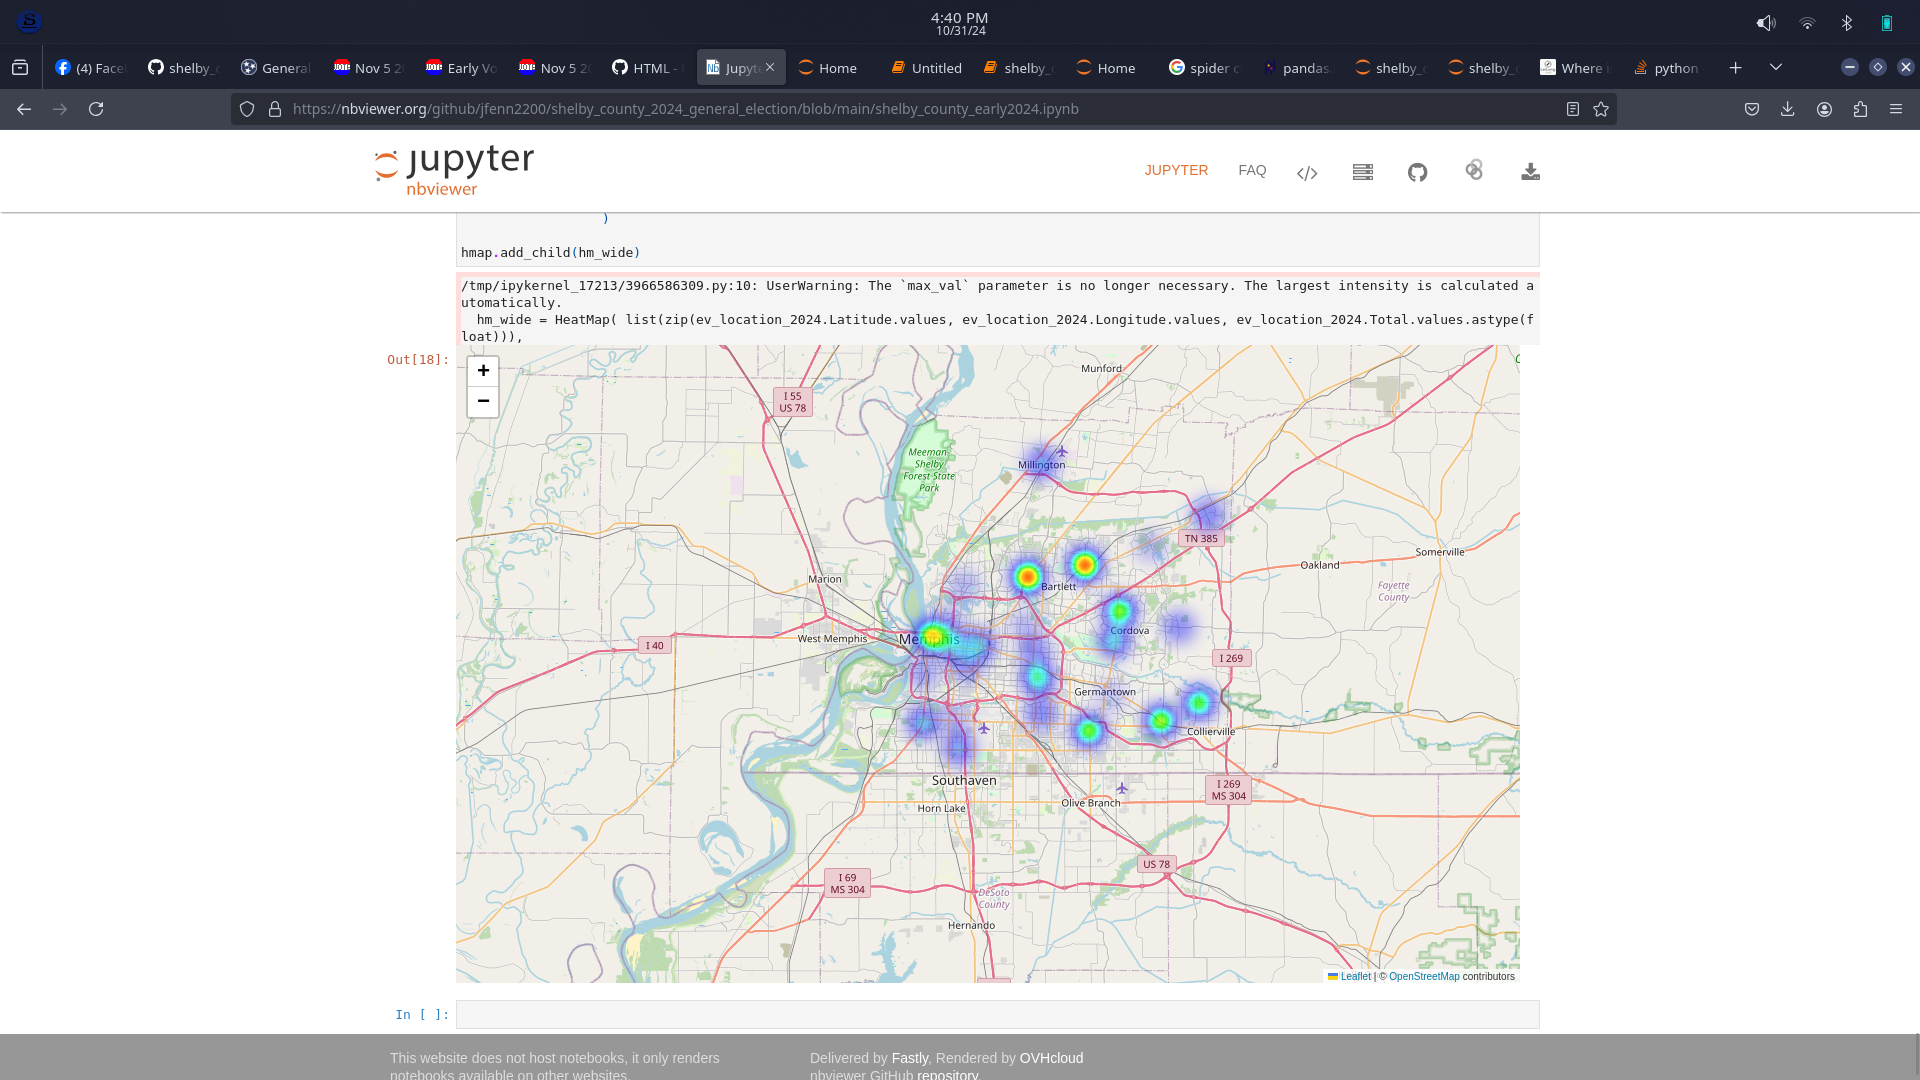 4:40 PM
10/31/24
(4) Face
shelby_c
General
Nov 5 20
Early Vo
Nov 5 20
HTML -
Jupyte
Home
Untitled
shelby_c
Home
spider c
pandas.
shelby_c
shelby_c
Where i
python
https://nbviewer.org/github/jfenn2200/shelby_county_2024_general_election/blob/main/shelby_county_early2024.ipynb
jupyter
nbviewer
JUPYTER
FAQ
)
hmap.add_child(hm_wide)
/tmp/ipykernel_17213/3966586309.py:10: UserWarning: The `max_val` parameter is no longer necessary. The largest intensity is calculated a
utomatically.
hm_wide = HeatMap( list(zip(ev_location_2024.Latitude.values, ev_location_2024.Longitude.values, ev_location_2024.Total.values.astype(f
loat))),
Out[18]:
+
−
Munford
I 55
US 78
Meeman
Shelby
Forest State
Park
Millington
TN 385
Somerville
Oakland
Marion
Bartlett
Fayette
County
Cordova
West Memphis
Memphis
I 40
I 269
Germantown
Collierville
Southaven
I 269
MS 304
Horn Lake
Olive Branch
US 78
I 69
MS 304
DeSoto
County
Hernando
Leaflet | © OpenStreetMap contributors
In [ ]:
This website does not host notebooks, it only renders
notebooks available on other websites.
Delivered by Fastly, Rendered by OVHcloud
nbviewer GitHub repository.